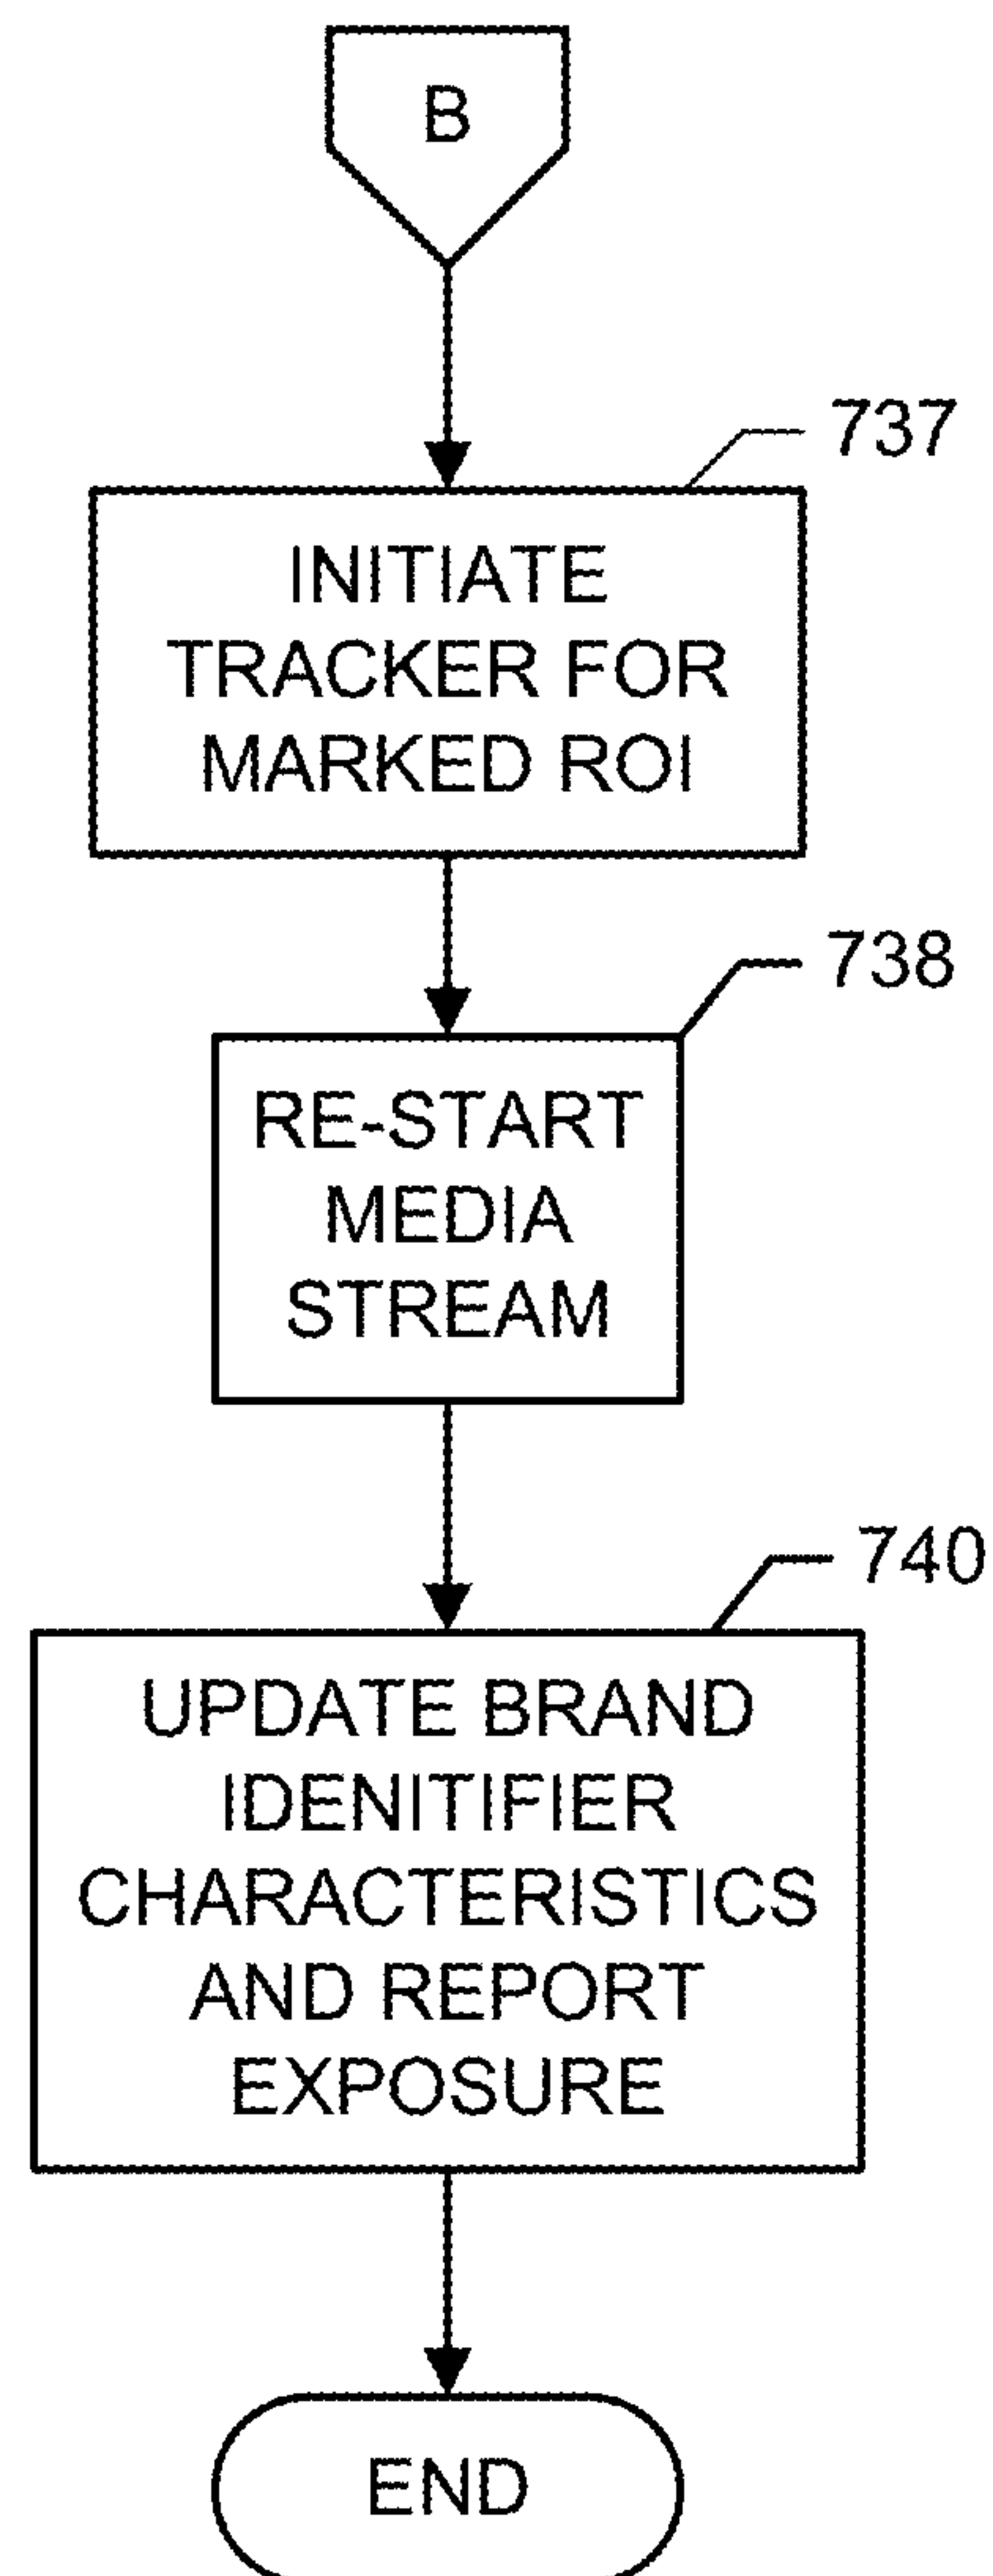 B
737
INITIATE
TRACKER FOR
MARKED ROI
738
RE-START
MEDIA
STREAM
740
UPDATE BRAND
IDENITIFIER
CHARACTERISTICS
AND REPORT
EXPOSURE
END